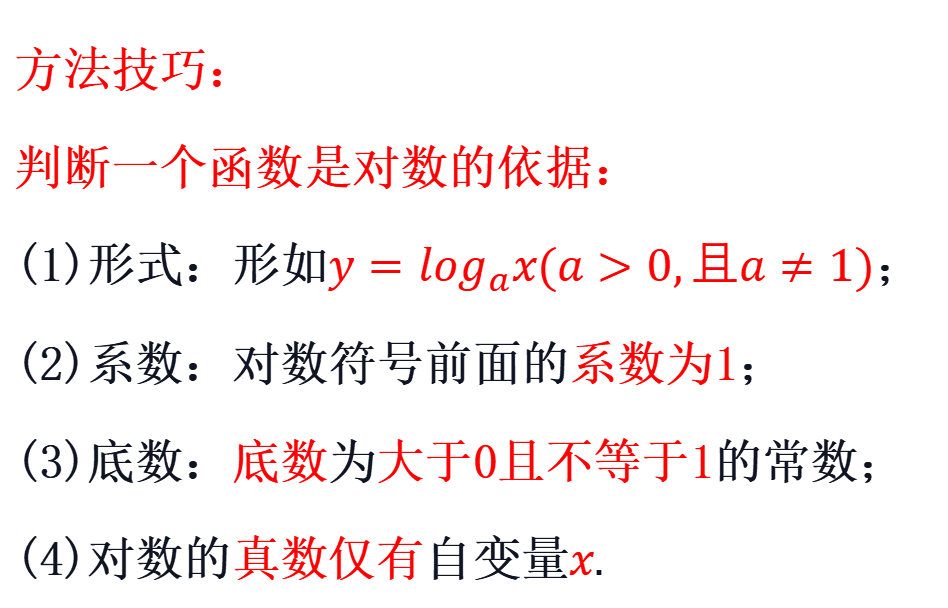 方法技巧：
判断一个函数是对数的依据：
(1)形式：形如y = logₐx(a > 0,且a ≠ 1)；
(2)系数：对数符号前面的系数为1；
(3)底数：底数为大于0且不等于1的常数；
(4)对数的真数仅有自变量x.